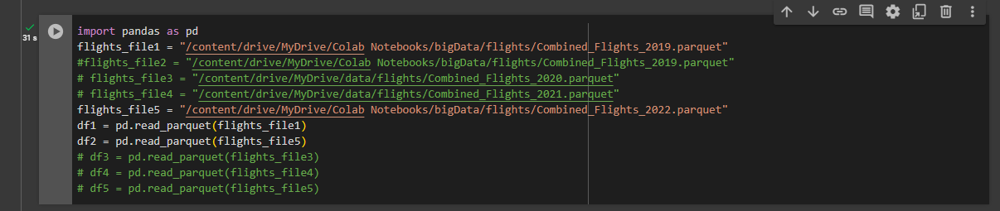 31 s
import pandas as pd
flights_file1 = "/content/drive/MyDrive/Colab Notebooks/bigData/flights/Combined_Flights_2019.parquet"
#flights_file2 = "/content/drive/MyDrive/Colab Notebooks/bigData/flights/Combined_Flights_2019.parquet"
# flights_file3 = "/content/drive/MyDrive/data/flights/Combined_Flights_2020.parquet"
# flights_file4 = "/content/drive/MyDrive/data/flights/Combined_Flights_2021.parquet"
flights_file5 = "/content/drive/MyDrive/Colab Notebooks/bigData/flights/Combined_Flights_2022.parquet"
df1 = pd.read_parquet(flights_file1)
df2 = pd.read_parquet(flights_file5)
# df3 = pd.read_parquet(flights_file3)
# df4 = pd.read_parquet(flights_file4)
# df5 = pd.read_parquet(flights_file5)